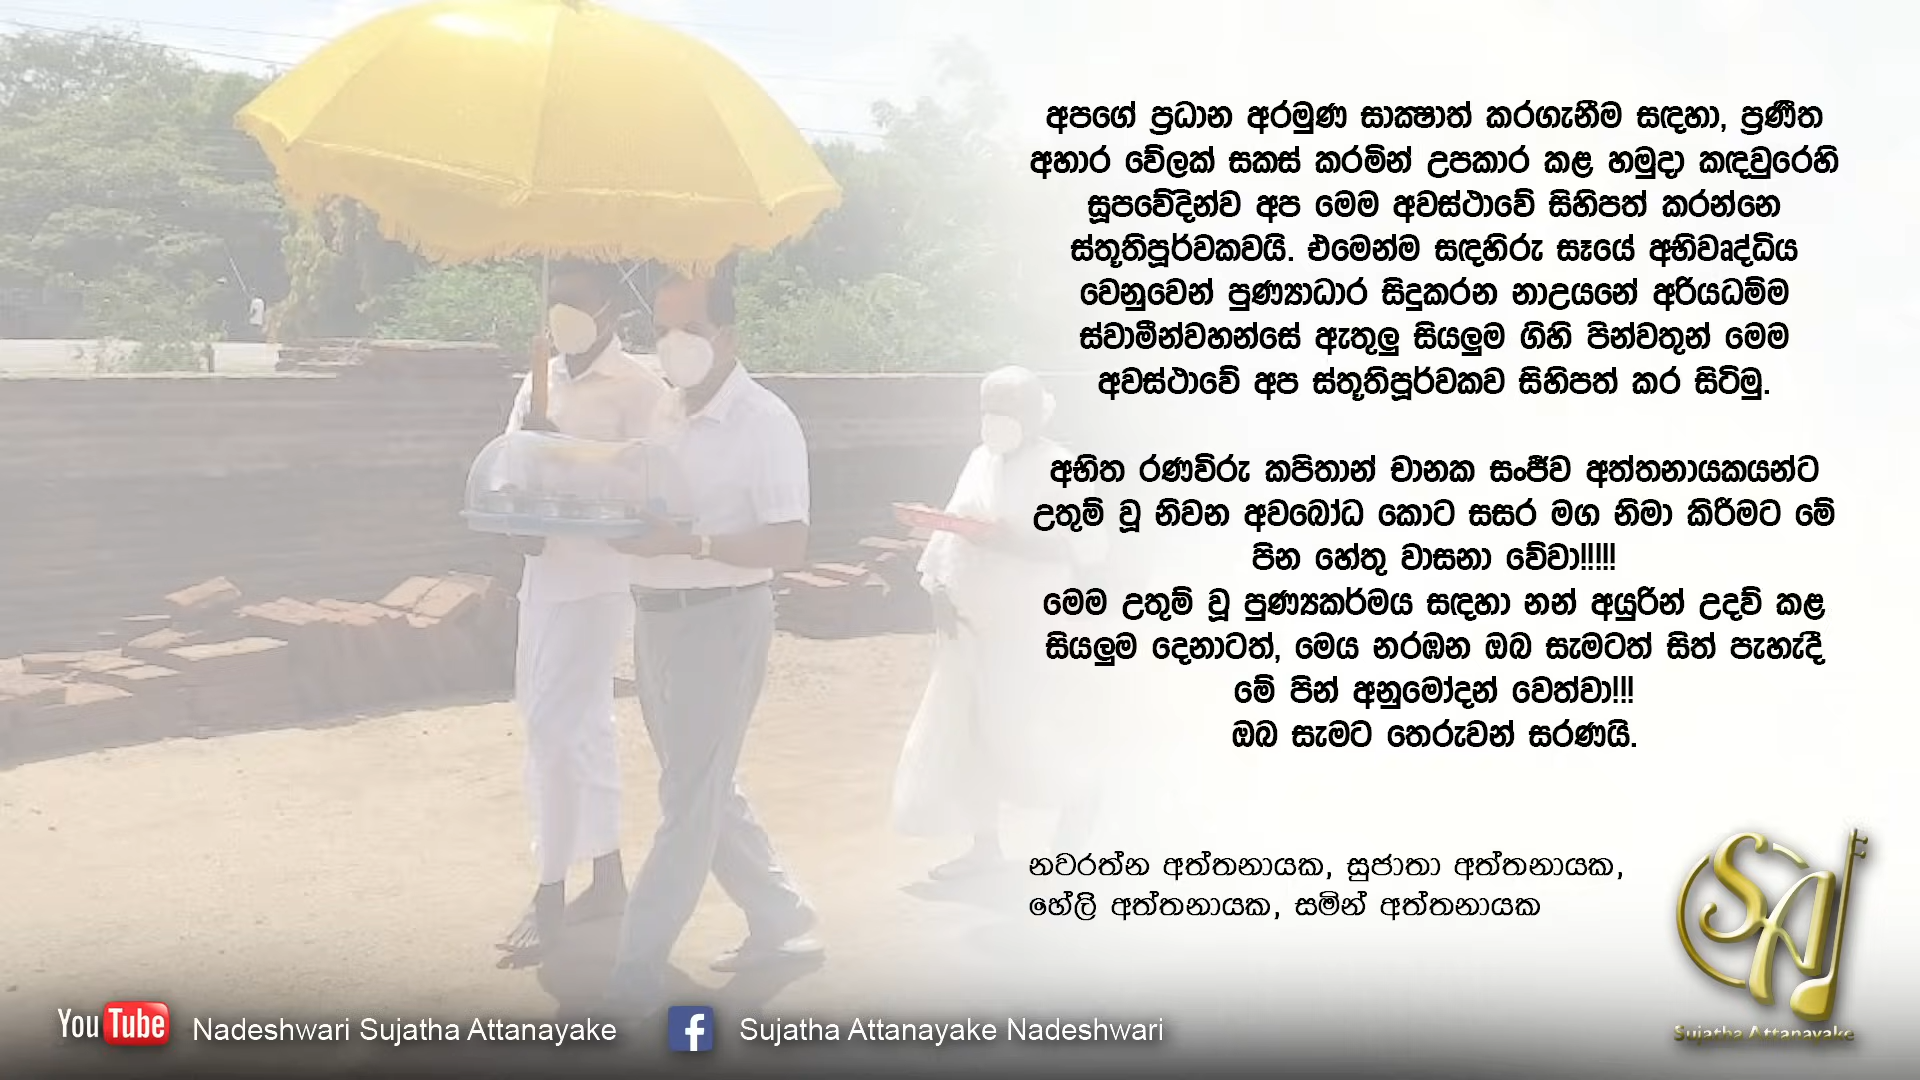 අපගේ ප්‍රධාන අරමුණ සාක්‍ෂාත් කරගැනීම සඳහා, ප්‍රණීත
අහාර වේලක් සකස් කරමින් උපකාර කළ හමුදා කඳවුරෙහි
සූපවේදින්ව අප මෙම අවස්ථාවේ සිහිපත් කරන්නෙ
ස්තූතිපූර්වකවයි. එමෙන්ම සඳහිරු සෑයේ අභිවෘද්ධිය
වෙනුවෙන් පුණ්‍යාධාර සිදුකරන නාඋයනේ අරියධම්ම
ස්වාමීන්වහන්සේ ඇතුලු සියලුම ගිහි පින්වතුන් මෙම
අවස්ථාවේ අප ස්තූතිපූර්වකව සිහිපත් කර සිටිමු.
අභිත රණවිරු කපිතාන් චානක සංජීව අත්තනායකයන්ට
උතුම් වූ නිවන අවබෝධ කොට සසර මග නිමා කිරීමට මේ
පින හේතු වාසනා වේවා!!!!!
මෙම උතුම් වූ පුණ්‍යකර්මය සඳහා නන් අයුරින් උදව් කළ
සියලුම දෙනාටත්, මෙය නරඹන ඔබ සැමටත් සිත් පැහැදී
මේ පින් අනුමෝදන් වෙත්වා!!!
ඔබ සැමට තෙරුවන් සරණයි.
නවරත්න අත්තනායක, සුජාතා අත්තනායක,
හේලි අත්තනායක, සමින් අත්තනායක
SA
Sujatha Attanayake
YouTube Nadeshwari Sujatha Attanayake f Sujatha Attanayake Nadeshwari